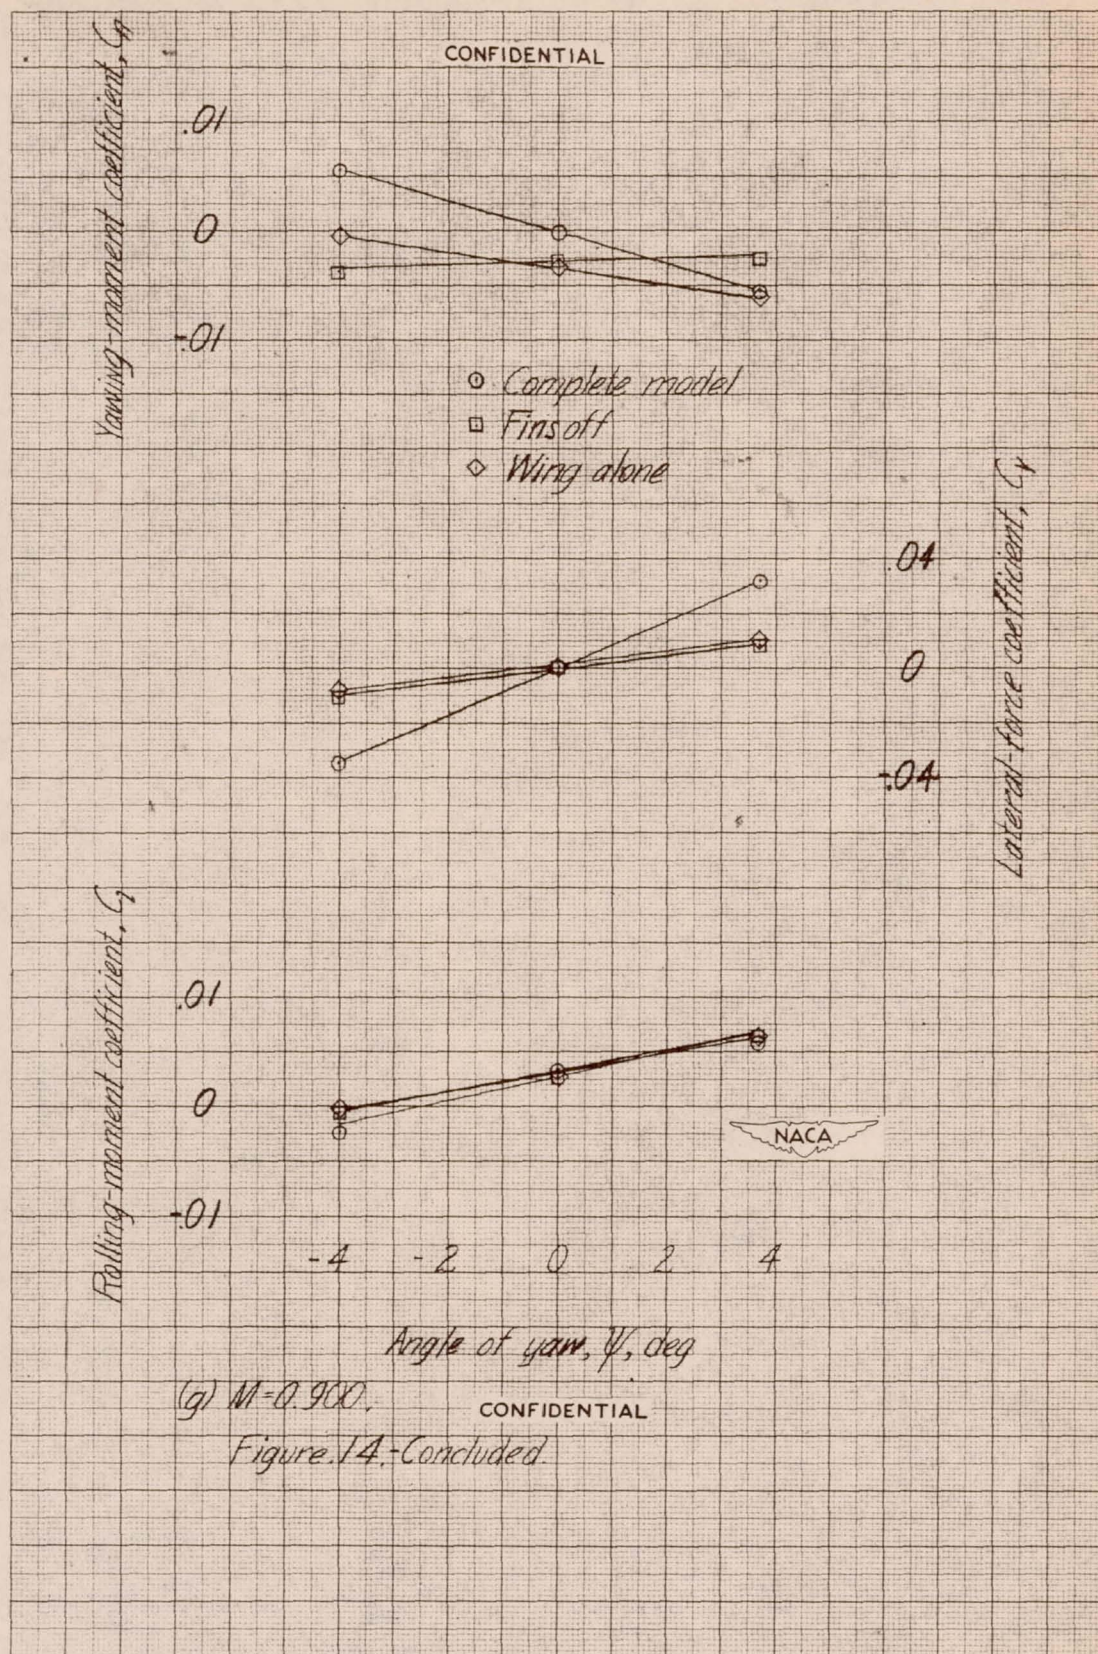 CONFIDENTIAL
Yawing-moment coefficient, Cn
.01
0
-.01
Complete model
Fins off
Wing alone
Lateral-force coefficient, CY
.04
0
-.04
Rolling-moment coefficient, Cl
.01
0
-.01
NACA
-4 -2 0 2 4
Angle of yaw, ψ, deg
(g) M=0.900.
CONFIDENTIAL
Figure 14.-Concluded.